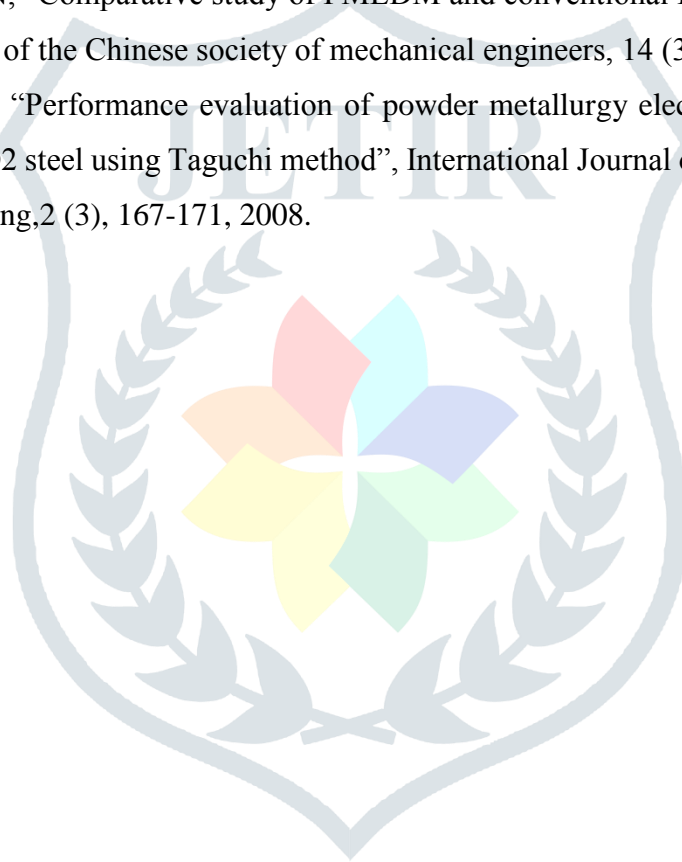 “Comparative study of PMEDM and conventional
of the Chinese society of mechanical engineers, 14 (3
“Performance evaluation of powder metallurgy elec
2 steel using Taguchi method”, International Journal
ng,2 (3), 167-171, 2008.
JETIR